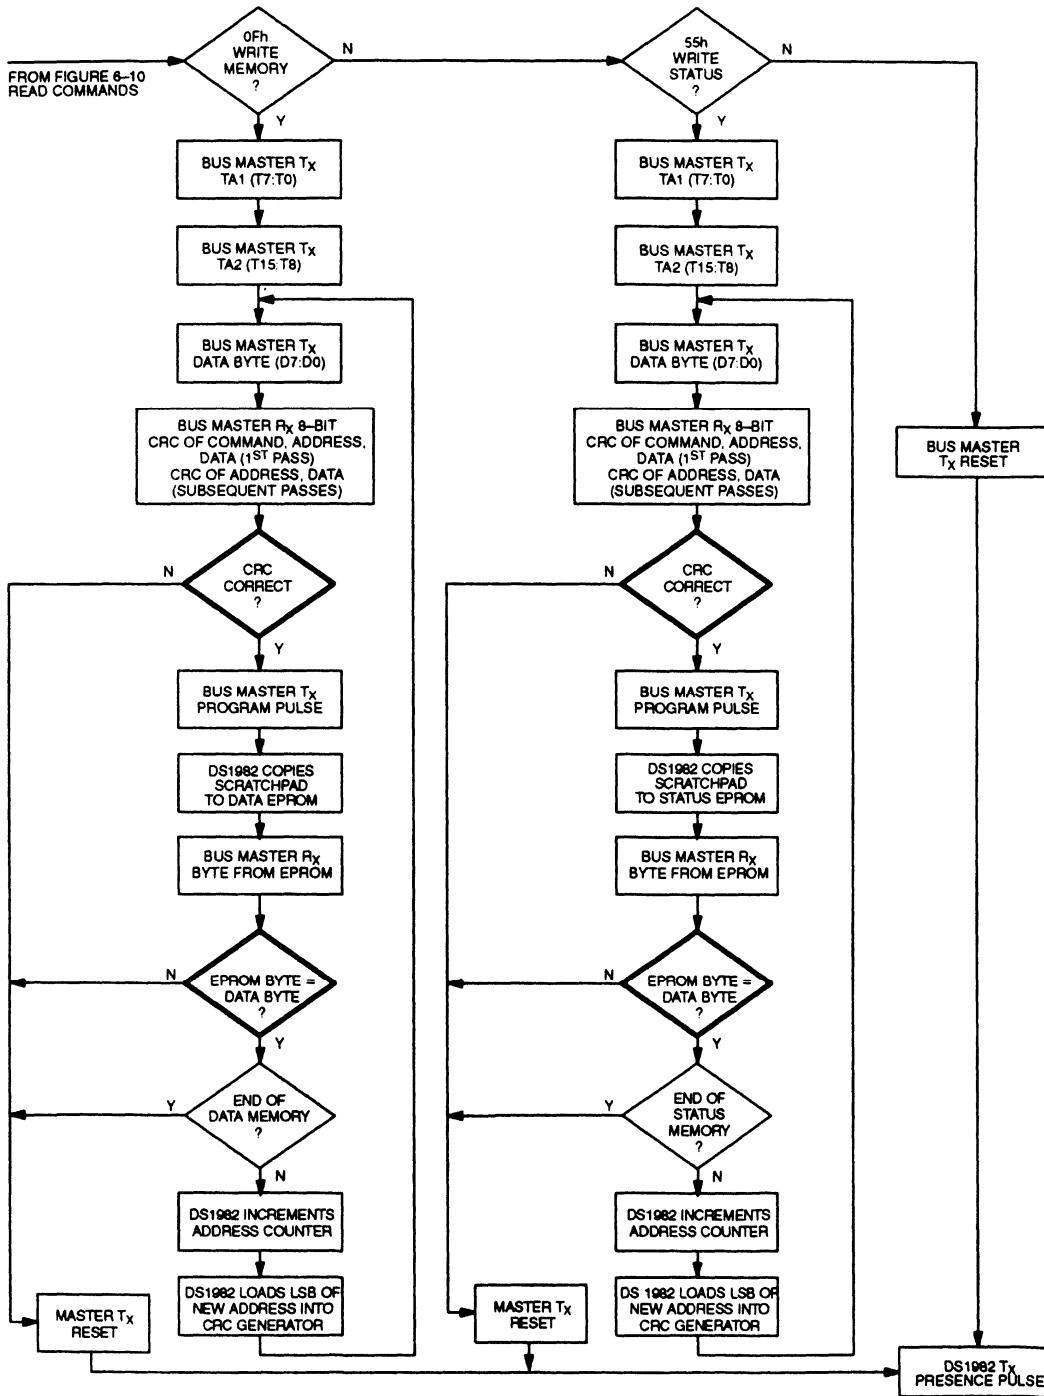 0Fh
WRITE
MEMORY
?
N
Y
FROM FIGURE 6–10
READ COMMANDS
BUS MASTER TX
TA1 (T7:T0)
BUS MASTER TX
TA2 (T15:T8)
BUS MASTER TX
DATA BYTE (D7:D0)
BUS MASTER RX 8–BIT
CRC OF COMMAND, ADDRESS,
DATA (1ST PASS)
CRC OF ADDRESS, DATA
(SUBSEQUENT PASSES)
CRC
CORRECT
?
N
Y
BUS MASTER TX
PROGRAM PULSE
DS1982 COPIES
SCRATCHPAD
TO DATA EPROM
BUS MASTER RX
BYTE FROM EPROM
EPROM BYTE =
DATA BYTE
?
N
Y
END OF
DATA MEMORY
?
Y
N
DS1982 INCREMENTS
ADDRESS COUNTER
DS1982 LOADS LSB OF
NEW ADDRESS INTO
CRC GENERATOR
MASTER TX
RESET
55h
WRITE
STATUS
?
N
Y
BUS MASTER TX
TA1 (T7:T0)
BUS MASTER TX
TA2 (T15:T8)
BUS MASTER TX
DATA BYTE (D7:D0)
BUS MASTER RX 8–BIT
CRC OF COMMAND, ADDRESS,
DATA (1ST PASS)
CRC OF ADDRESS, DATA
(SUBSEQUENT PASSES)
CRC
CORRECT
?
N
Y
BUS MASTER TX
PROGRAM PULSE
DS1982 COPIES
SCRATCHPAD
TO STATUS EPROM
BUS MASTER RX
BYTE FROM EPROM
EPROM BYTE =
DATA BYTE
?
N
Y
END OF
STATUS
MEMORY
?
Y
N
DS1982 INCREMENTS
ADDRESS COUNTER
DS 1982 LOADS LSB OF
NEW ADDRESS INTO
CRC GENERATOR
MASTER TX
RESET
BUS MASTER
TX RESET
DS1982 TX
PRESENCE PULSE